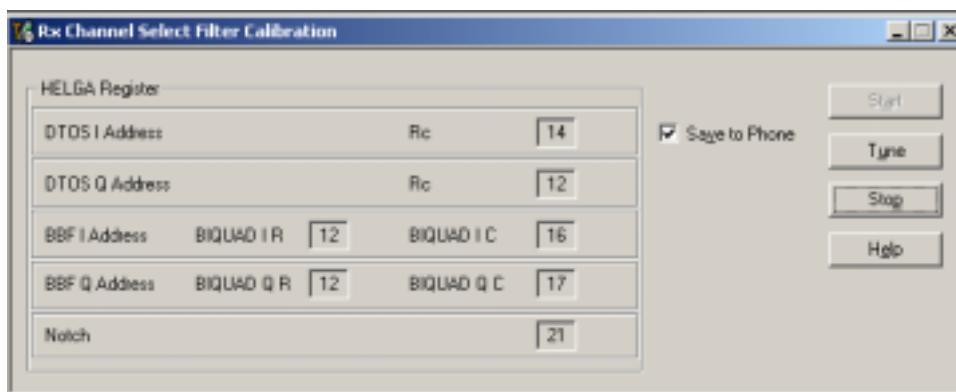 Rx Channel Select Filter Calibration
HELGA Register
DTOS I Address Rc 14
DTOS Q Address Rc 12
BBF I Address BIQUAD I R 12 BIQUAD I C 16
BBF Q Address BIQUAD Q R 12 BIQUAD Q C 17
Notch 21
Save to Phone
Start
Tune
Stop
Help